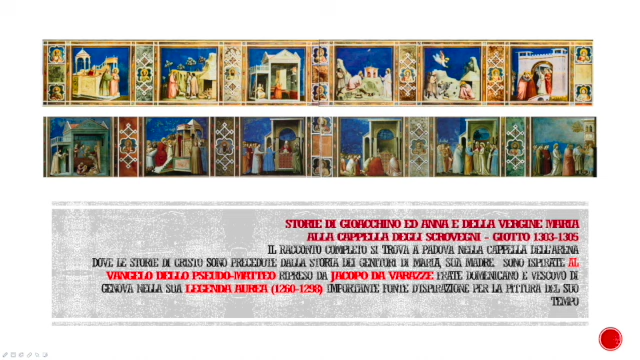 STORIE DI GIOACCHINO ED ANNA E DELLA VERGINE MARIA
ALLA CAPPELLA DEGLI SCROVEGNI - GIOTTO 1303-1305
IL RACCONTO COMPLETO SI TROVA A PADOVA NELLA CAPPELLA DELL'ARENA
DOVE LE STORIE DI CRISTO SONO PRECEDUTE DALLA STORIA DEI GENITORI DI MARIA, SUA MADRE, SONO ISPIRATE AL
VANGELO DELLO PSEUDO-MATTEO RIPRESO DA JACOPO DA VARAZZE FRATE DOMENICANO E VESCOVO DI
GENOVA NELLA SUA LEGENDA AUREA (1260-1298) IMPORTANTE FONTE D'ISPIRAZIONE PER LA PITTURA DEL SUO
TEMPO